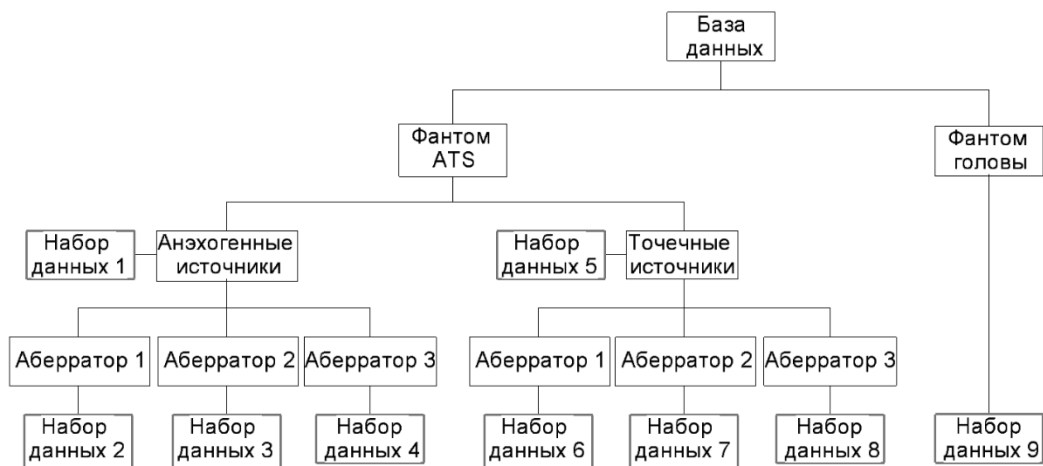 База
данных
Фантом
ATS
Фантом
головы
Набор
данных 1
Анэхогенные
источники
Набор
данных 5
Точечные
источники
Аберратор 1
Аберратор 2
Аберратор 3
Аберратор 1
Аберратор 2
Аберратор 3
Набор
данных 2
Набор
данных 3
Набор
данных 4
Набор
данных 6
Набор
данных 7
Набор
данных 8
Набор
данных 9